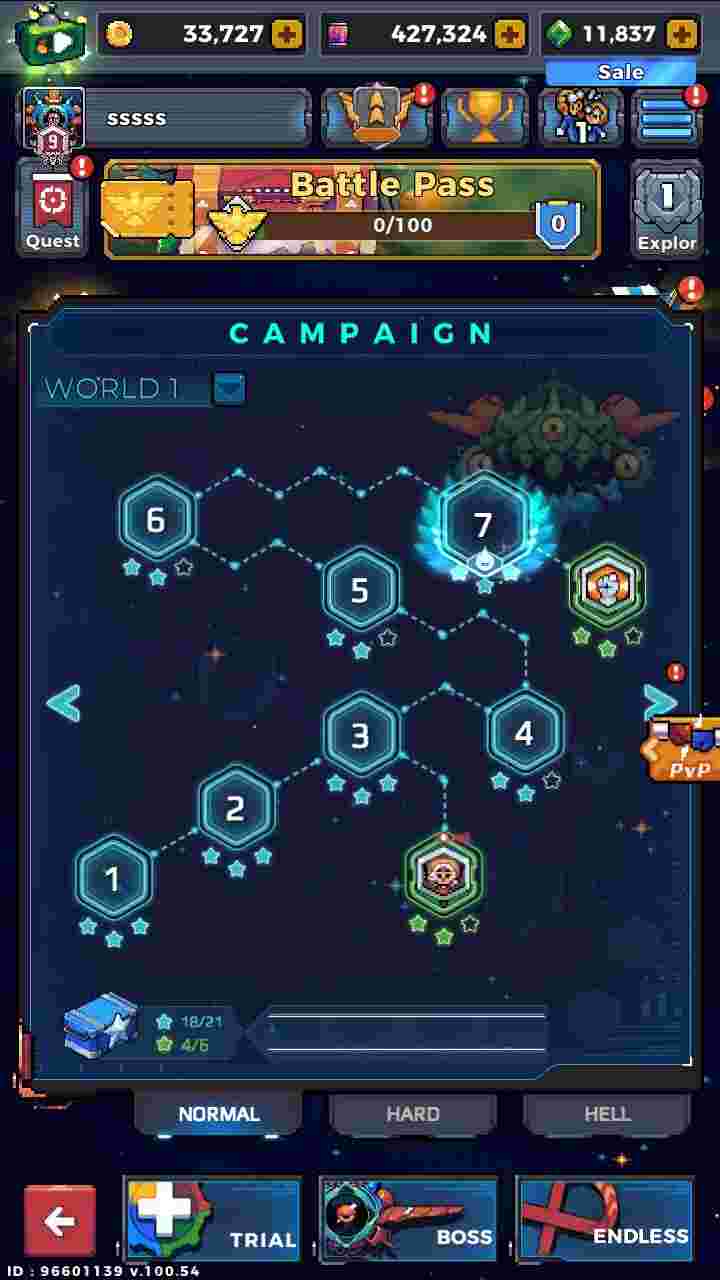 33,727
427,324
11,837
Sale
9
sssss
1
Quest
Battle Pass
0/100
0
1
Explor
CAMPAIGN
WORLD 1
6
7
5
3
4
2
1
PVP
18/21
4/6
NORMAL
HARD
HELL
TRIAL
BOSS
ENDLESS
ID : 96601139 v.100.54